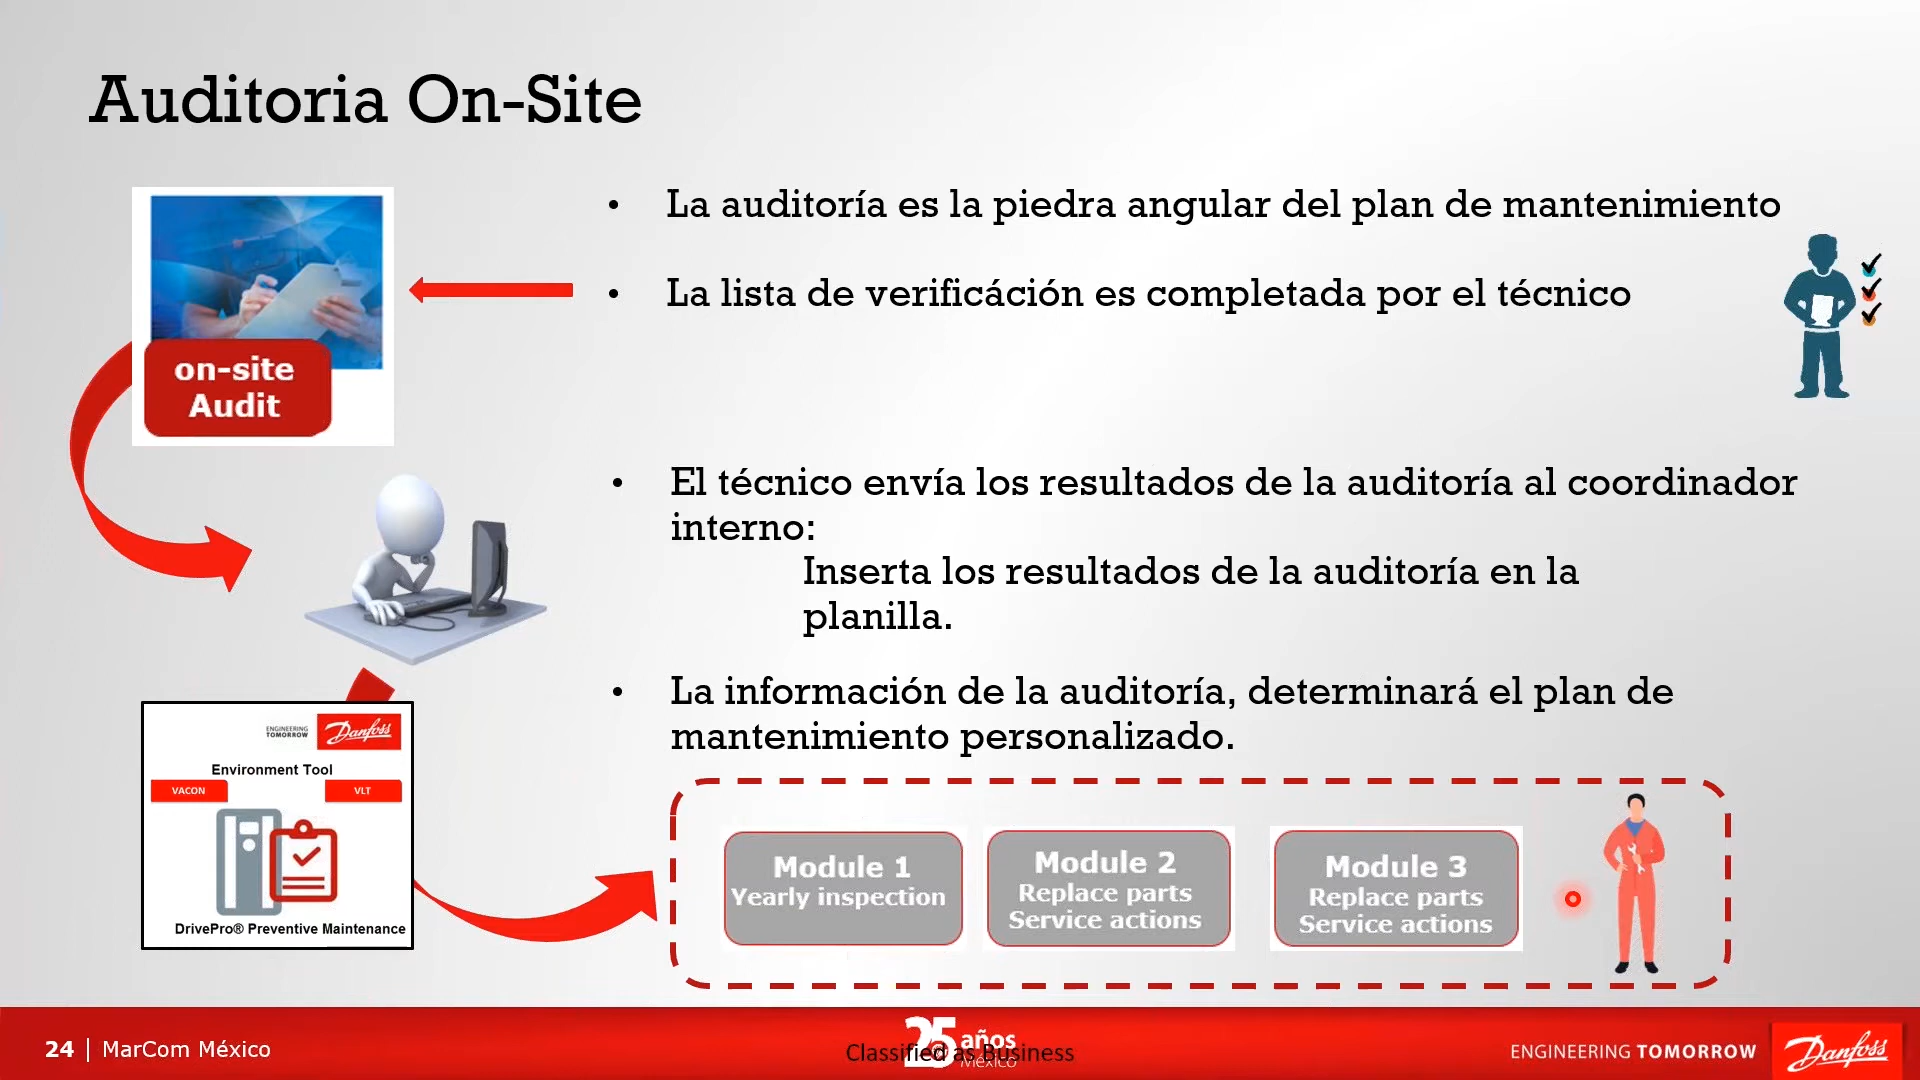 Auditoria On-Site
on-site
Audit
• La auditoría es la piedra angular del plan de mantenimiento
• La lista de verificáción es completada por el técnico
• El técnico envía los resultados de la auditoría al coordinador
interno:
Inserta los resultados de la auditoría en la
planilla.
• La información de la auditoría, determinará el plan de
mantenimiento personalizado.
ENGINEERING
TOMORROW
Danfoss
Environment Tool
VACON
VLT
DrivePro® Preventive Maintenance
Module 1
Yearly inspection
Module 2
Replace parts
Service actions
Module 3
Replace parts
Service actions
24 | MarCom México
25 años
México
Classified as Business
ENGINEERING TOMORROW
Danfoss